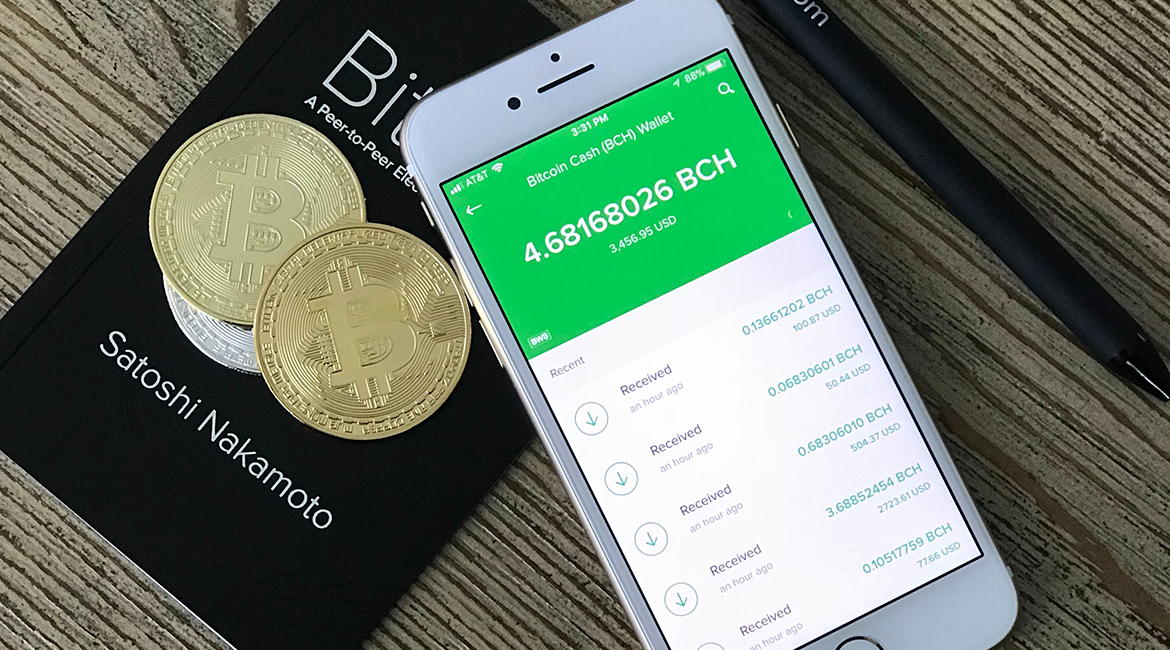 Bit
A Peer-to-Peer Elec
Satoshi Nakamoto
om
AT&T
3:31 PM
88%
Bitcoin Cash (BCH) Wallet
4.68168026 BCH
3,456.95 USD
BWS
Recent
Received
an hour ago
0.13661202 BCH
100.87 USD
Received
an hour ago
0.06830601 BCH
50.44 USD
Received
an hour ago
0.68306010 BCH
504.37 USD
Received
an hour ago
3.68852454 BCH
2723.61 USD
Received
an hour ago
0.10517759 BCH
77.66 USD